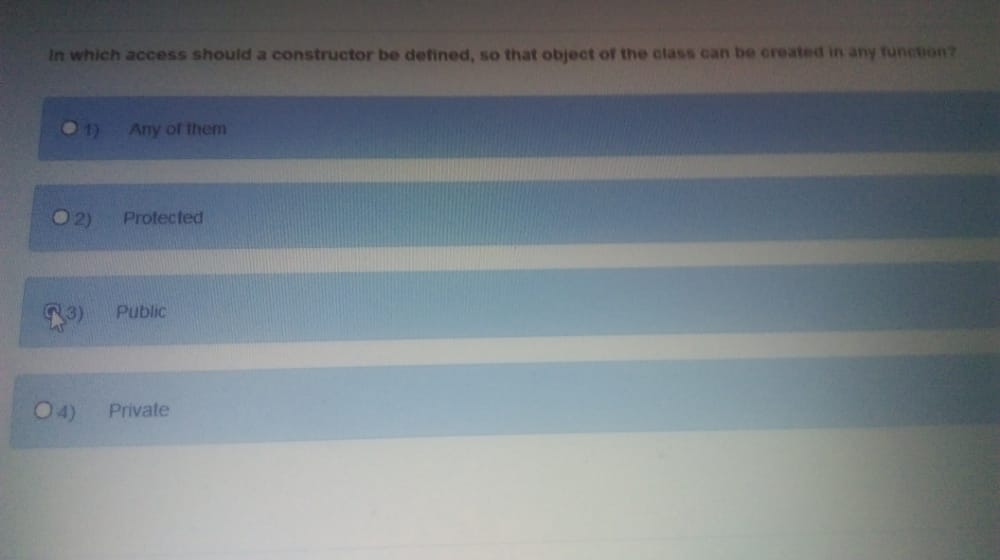 In which access should a constructor be defined, so that object of the class can be created in any function?
1) Any of them
2) Protected
3) Public
4) Private